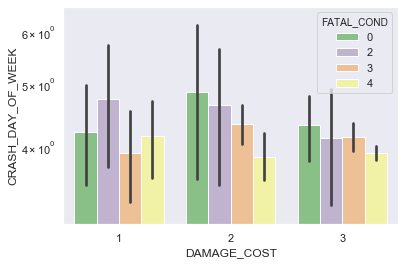 FATAL_COND
0
2
3
4
6 × 10⁰
5 × 10⁰
4 × 10⁰
CRASH_DAY_OF_WEEK
1 2 3
DAMAGE_COST